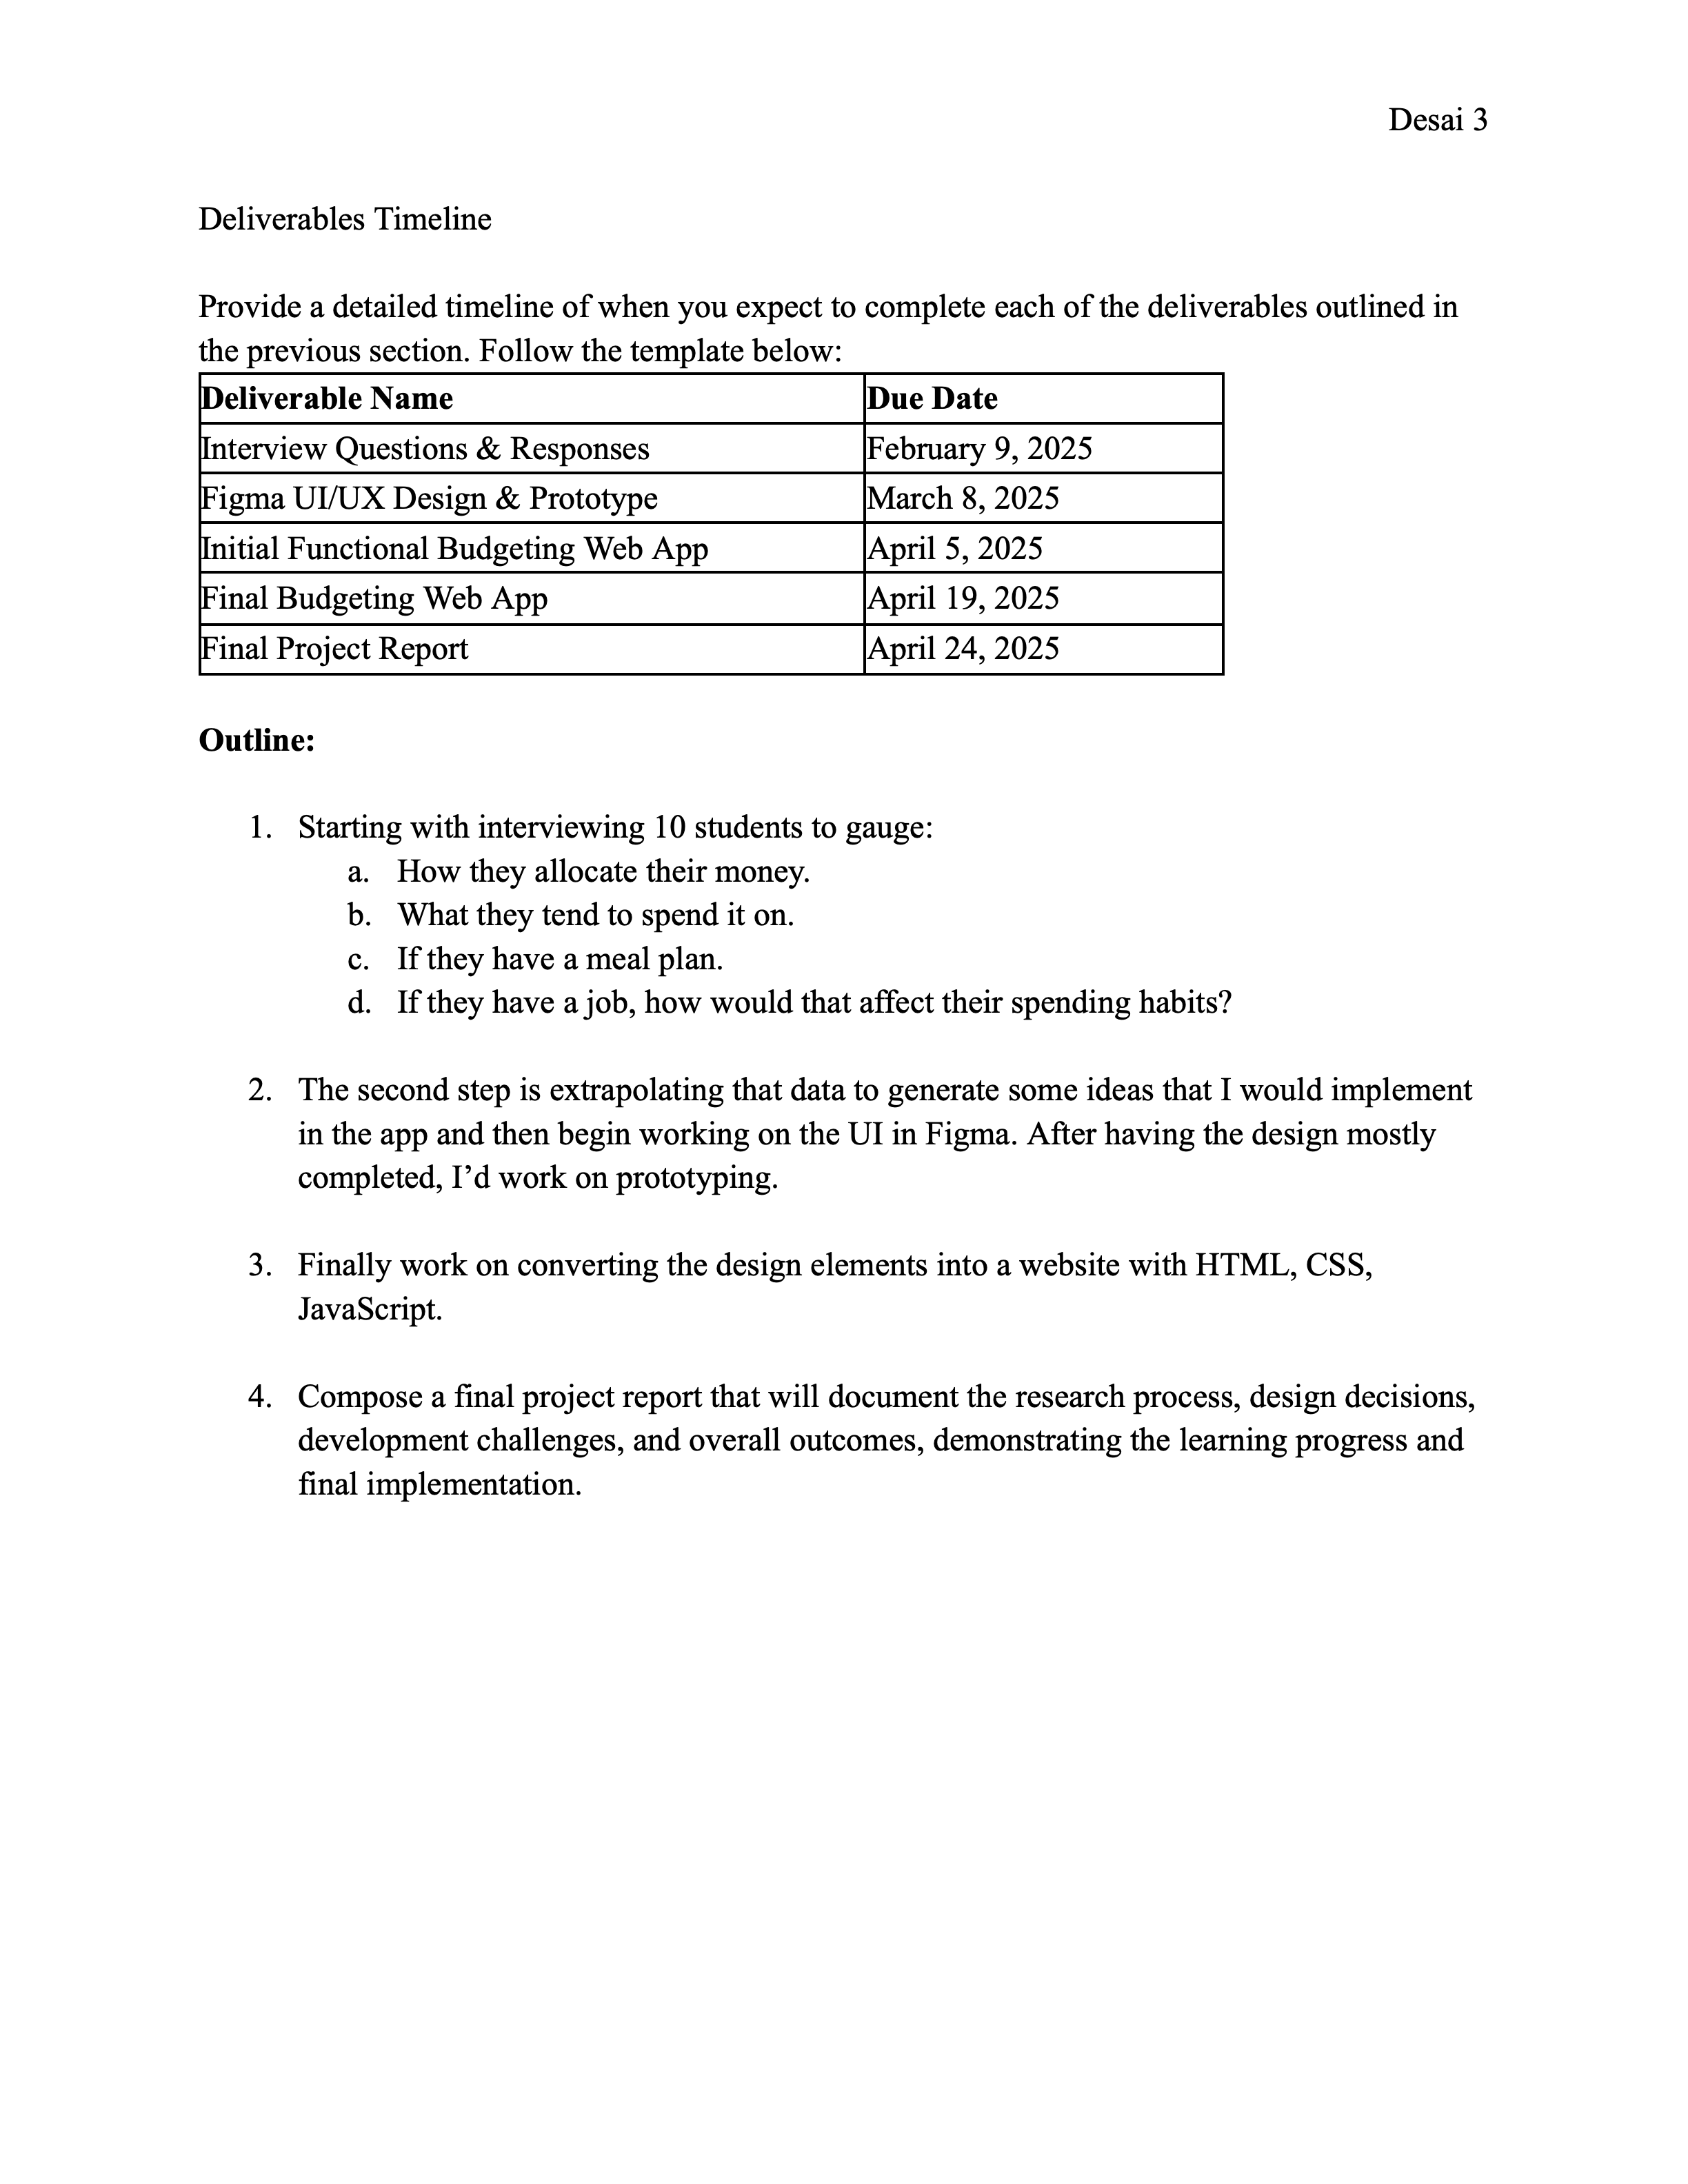 Desai 3
Deliverables Timeline
Provide a detailed timeline of when you expect to complete each of the deliverables outlined in
the previous section. Follow the template below:
Deliverable Name Due Date
Interview Questions & Responses February 9, 2025
Figma UI/UX Design & Prototype March 8, 2025
Initial Functional Budgeting Web App April 5, 2025
Final Budgeting Web App April 19, 2025
Final Project Report April 24, 2025
Outline:
1. Starting with interviewing 10 students to gauge:
a. How they allocate their money.
b. What they tend to spend it on.
c. If they have a meal plan.
d. If they have a job, how would that affect their spending habits?
2. The second step is extrapolating that data to generate some ideas that I would implement
in the app and then begin working on the UI in Figma. After having the design mostly
completed, I’d work on prototyping.
3. Finally work on converting the design elements into a website with HTML, CSS,
JavaScript.
4. Compose a final project report that will document the research process, design decisions,
development challenges, and overall outcomes, demonstrating the learning progress and
final implementation.